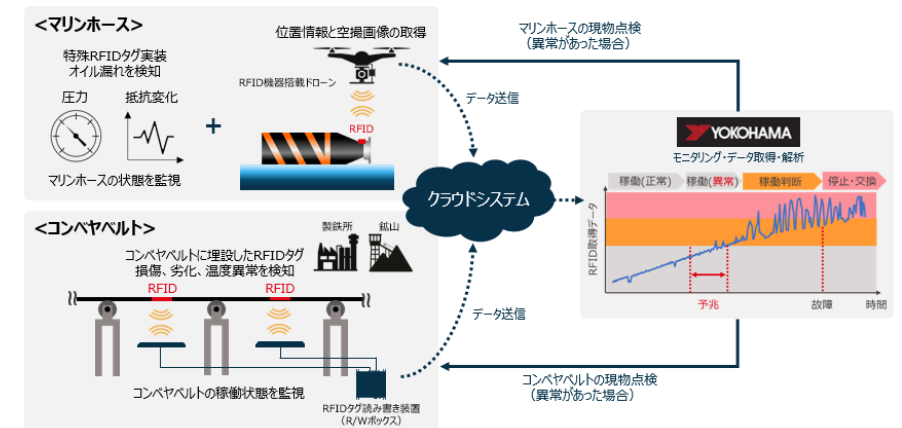 <マリンホース>
特殊RFIDタグ実装
オイル漏れを検知
圧力
抵抗変化
+
マリンホースの状態を監視
位置情報と空撮画像の取得
RFID機器搭載ドローン
RFID
データ送信
<コンベヤベルト>
コンベヤベルトに埋設したRFIDタグ
損傷、劣化、温度異常を検知
製鉄所
鉱山
RFID
RFID
コンベヤベルトの稼働状態を監視
RFIDタグ読み書き装置
(R/Wボックス)
データ送信
クラウドシステム
マリンホースの現物点検
(異常があった場合)
YOKOHAMA
モニタリング・データ取得・解析
稼働(正常)
稼働(異常)
稼働判断
停止・交換
RFID取得データ
予兆
故障
時間
コンベヤベルトの現物点検
(異常があった場合)